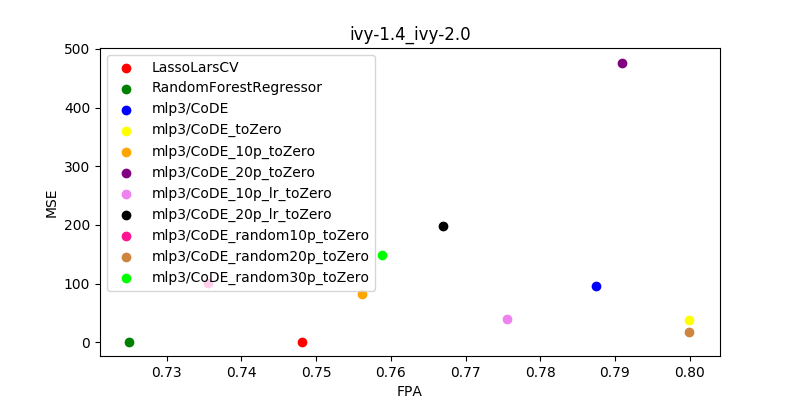 ivy-1.4_ivy-2.0
500
400
300
200
100
0
MSE
LassoLarsCV
RandomForestRegressor
mlp3/CoDE
mlp3/CoDE_toZero
mlp3/CoDE_10p_toZero
mlp3/CoDE_20p_toZero
mlp3/CoDE_10p_lr_toZero
mlp3/CoDE_20p_lr_toZero
mlp3/CoDE_random10p_toZero
mlp3/CoDE_random20p_toZero
mlp3/CoDE_random30p_toZero
0.73 0.74 0.75 0.76 0.77 0.78 0.79 0.80
FPA